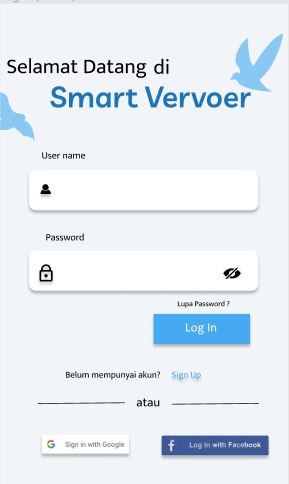 Selamat Datang di
Smart Vervoer
User name
Password
Lupa Password ?
Log In
Belum mempunyai akun? Sign Up
atau
G Sign in with Google
f Log in with Facebook